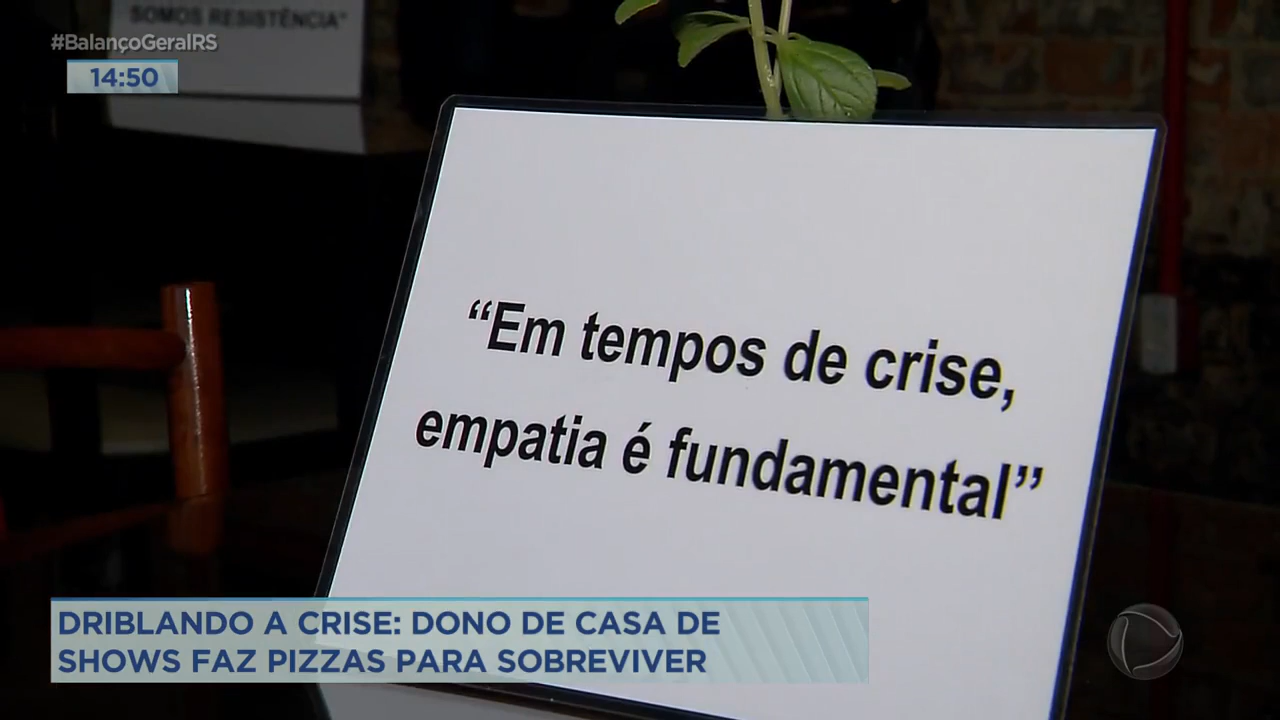 SOMOS RESISTÊNCIA"
#BalançoGeralRS
14:50
“Em tempos de crise,
empatia é fundamental”
DRIBLANDO A CRISE: DONO DE CASA DE
SHOWS FAZ PIZZAS PARA SOBREVIVER